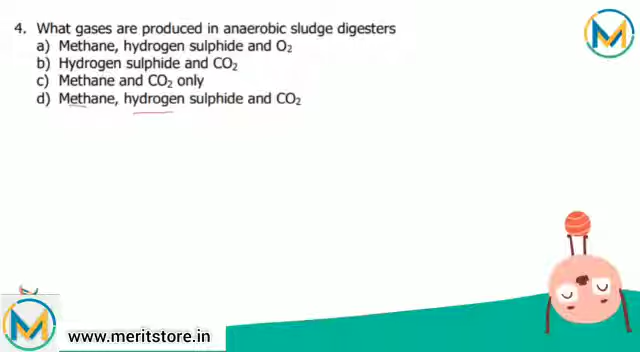 4. What gases are produced in anaerobic sludge digesters
a) Methane, hydrogen sulphide and O₂
b) Hydrogen sulphide and CO₂
c) Methane and CO₂ only
d) Methane, hydrogen sulphide and CO₂
www.meritstore.in